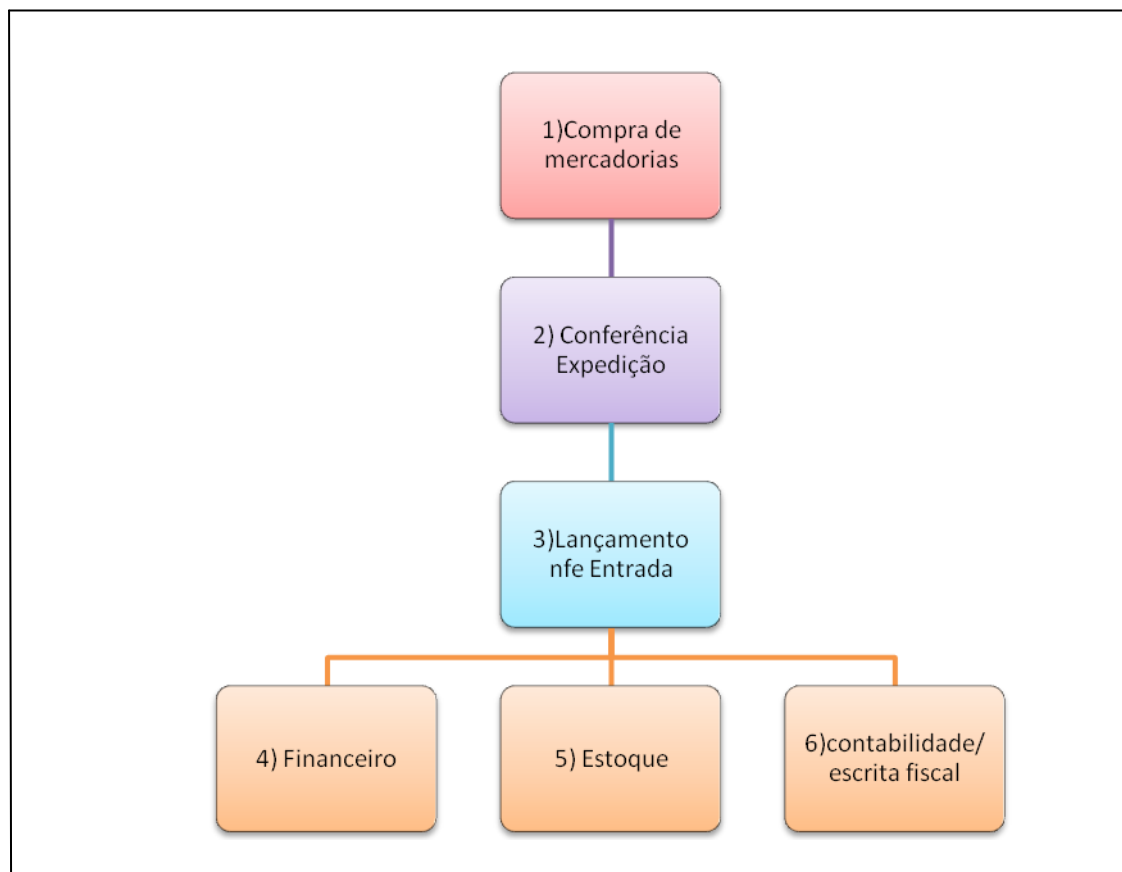 1)Compra de
mercadorias
2) Conferência
Expedição
3)Lançamento
nfe Entrada
4) Financeiro
5) Estoque
6)contabilidade/
escrita fiscal